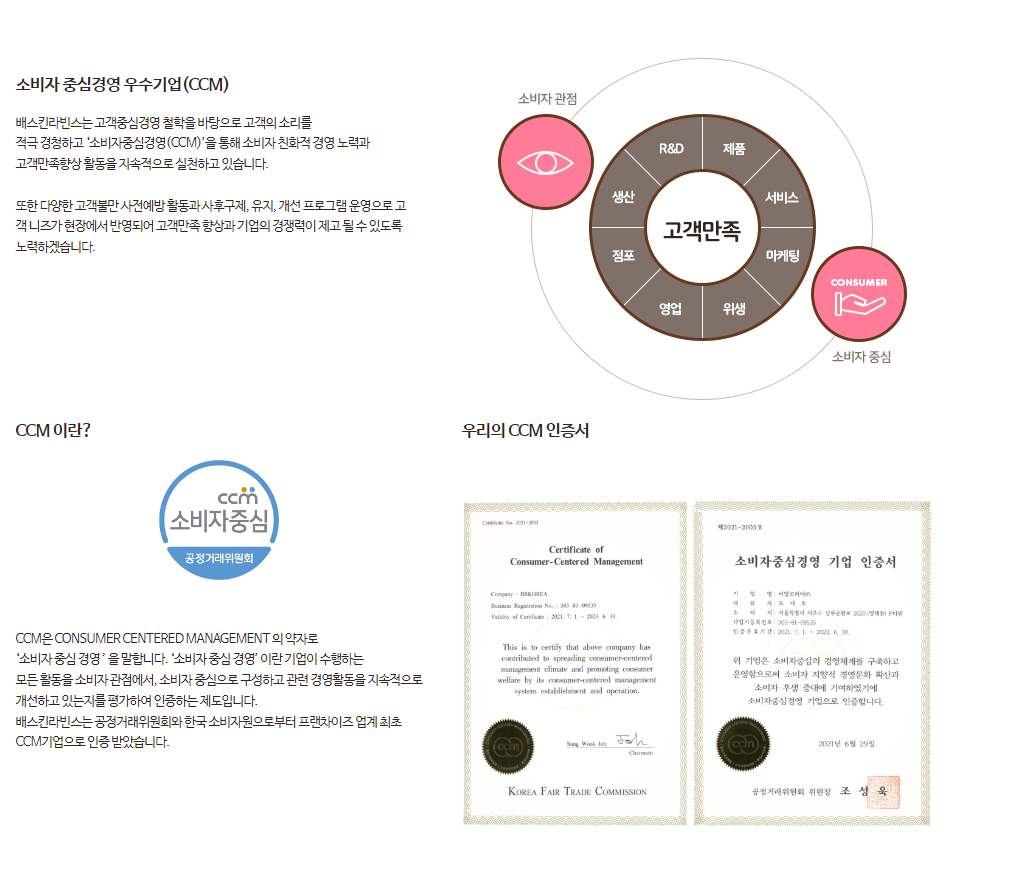 소비자 중심경영 우수기업(CCM)
배스킨라빈스는 고객중심경영 철학을 바탕으로 고객의 소리를
적극 경청하고 ‘소비자중심경영(CCM)’을 통해 소비자 친화적 경영 노력과
고객만족향상 활동을 지속적으로 실천하고 있습니다.
또한 다양한 고객불만 사전예방 활동과 사후구제, 유지, 개선 프로그램 운영으로 고
객 니즈가 현장에서 반영되어 고객만족 향상과 기업의 경쟁력이 제고 될 수 있도록
노력하겠습니다.
소비자 관점
R&D
제품
생산
서비스
고객만족
점포
마케팅
영업
위생
CONSUMER
소비자 중심
CCM 이란?
ccm
소비자중심
공정거래위원회
CCM은 CONSUMER CENTERED MANAGEMENT 의 약자로
‘소비자 중심 경영 ’ 을 말합니다. ‘소비자 중심 경영’ 이란 기업이 수행하는
모든 활동을 소비자 관점에서, 소비자 중심으로 구성하고 관련 경영활동을 지속적으로
개선하고 있는지를 평가하여 인증하는 제도입니다.
배스킨라빈스는 공정거래위원회와 한국 소비자원으로부터 프랜차이즈 업계 최초
CCM기업으로 인증 받았습니다.
우리의 CCM 인증서
Certificate No. 2021-2005
Certificate of
Consumer-Centered Management
Company : BRKOREA
Business Registration No. : 303-81-09535
Validity of Certificate : 2021. 7. 1. ~ 2023. 6. 30.
This is to certify that above company has
contributed to spreading consumer-centered
management climate and promoting consumer
welfare by its consumer-centered management
system establishment and operation.
ccm
Sung Wook Joh
Chairman
KOREA FAIR TRADE COMMISSION
제2021-2005호
소비자중심경영 기업 인증서
기 업 명 : 비알코리아㈜
대 표 자 : 도 세 호
소 재 지 : 서울특별시 서초구 남부순환로 2620 (양재동) P타워
사업자등록번호 : 303-81-09535
인증유효기간 : 2021. 7. 1. ~ 2023. 6. 30.
위 기업은 소비자중심의 경영체계를 구축하고
운영함으로써 소비자 지향적 경영문화 확산과
소비자 후생 증대에 기여하였기에
소비자중심경영 기업으로 인증합니다.
ccm
2021년 6월 29일
공정거래위원회 위원장 조 성 욱